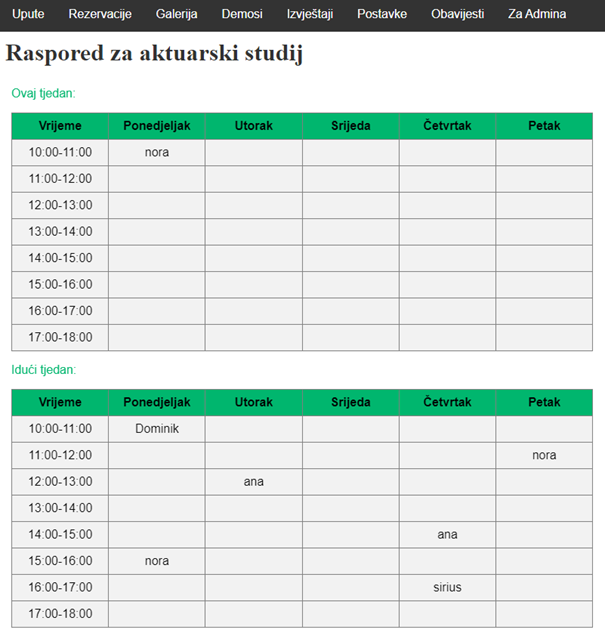 Upute Rezervacije Galerija Demosi Izvještaji Postavke Obavijesti Za Admina
Raspored za aktuarski studij
Ovaj tjedan:
Vrijeme Ponedjeljak Utorak Srijeda Četvrtak Petak
10:00-11:00 nora
11:00-12:00
12:00-13:00
13:00-14:00
14:00-15:00
15:00-16:00
16:00-17:00
17:00-18:00
Idući tjedan:
Vrijeme Ponedjeljak Utorak Srijeda Četvrtak Petak
10:00-11:00 Dominik
11:00-12:00 nora
12:00-13:00 ana
13:00-14:00
14:00-15:00 ana
15:00-16:00 nora
16:00-17:00 sirius
17:00-18:00